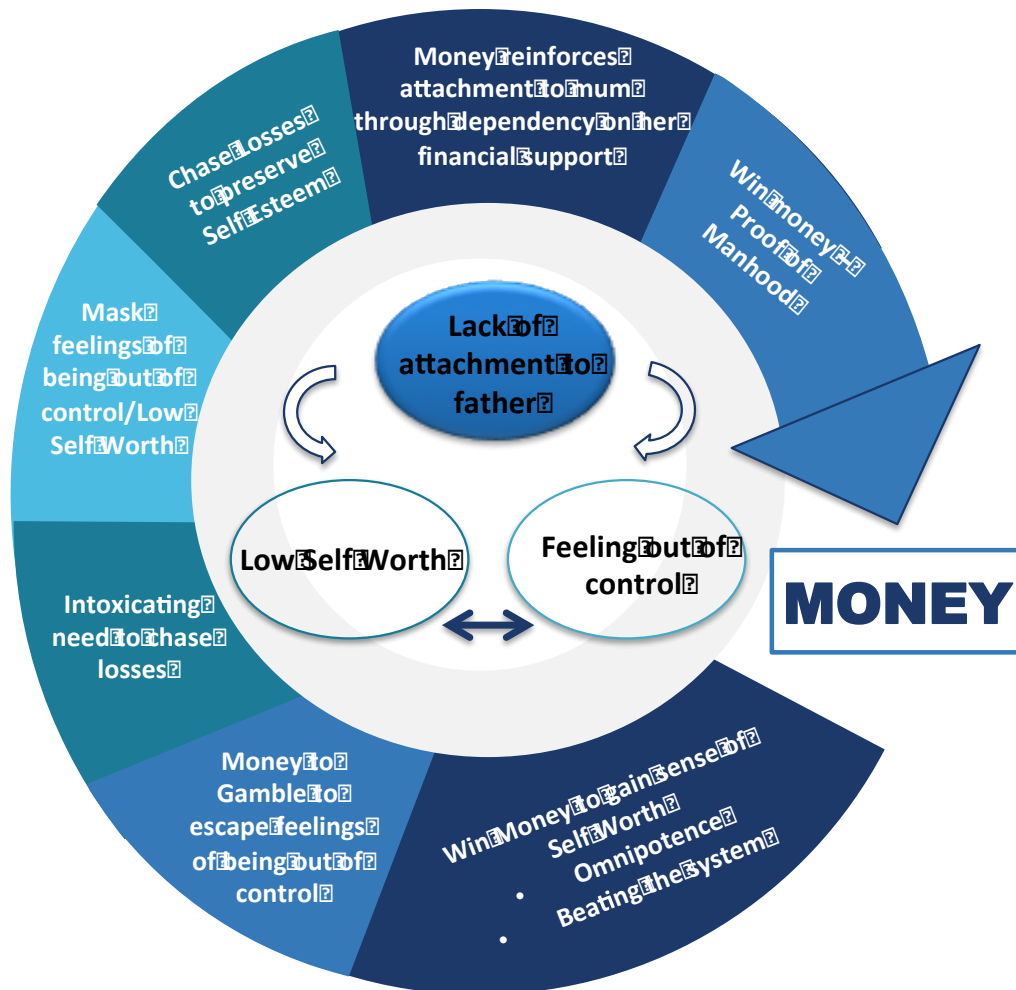 Money⍰reinforces⍰
attachment⍰to⍰mum⍰
through⍰dependency⍰on⍰her⍰
financial⍰support⍰
Win⍰money⍰–⍰
Proof⍰of⍰
Manhood⍰
Chase⍰Losses⍰
to⍰preserve⍰
Self⍰Esteem⍰
Mask⍰
feelings⍰of⍰
being⍰out⍰of⍰
control/Low⍰
Self⍰Worth⍰
Intoxicating⍰
need⍰to⍰chase⍰
losses⍰
Money⍰to⍰
Gamble⍰to⍰
escape⍰feelings⍰
of⍰being⍰out⍰of⍰
control⍰
Win⍰Money⍰to⍰gain⍰sense⍰of⍰
Self⍰Worth⍰
• Omnipotence⍰
• Beating⍰the⍰system⍰
Lack⍰of⍰
attachment⍰to⍰
father⍰
Low⍰Self⍰Worth⍰
Feeling⍰out⍰of⍰
control⍰
MONEY